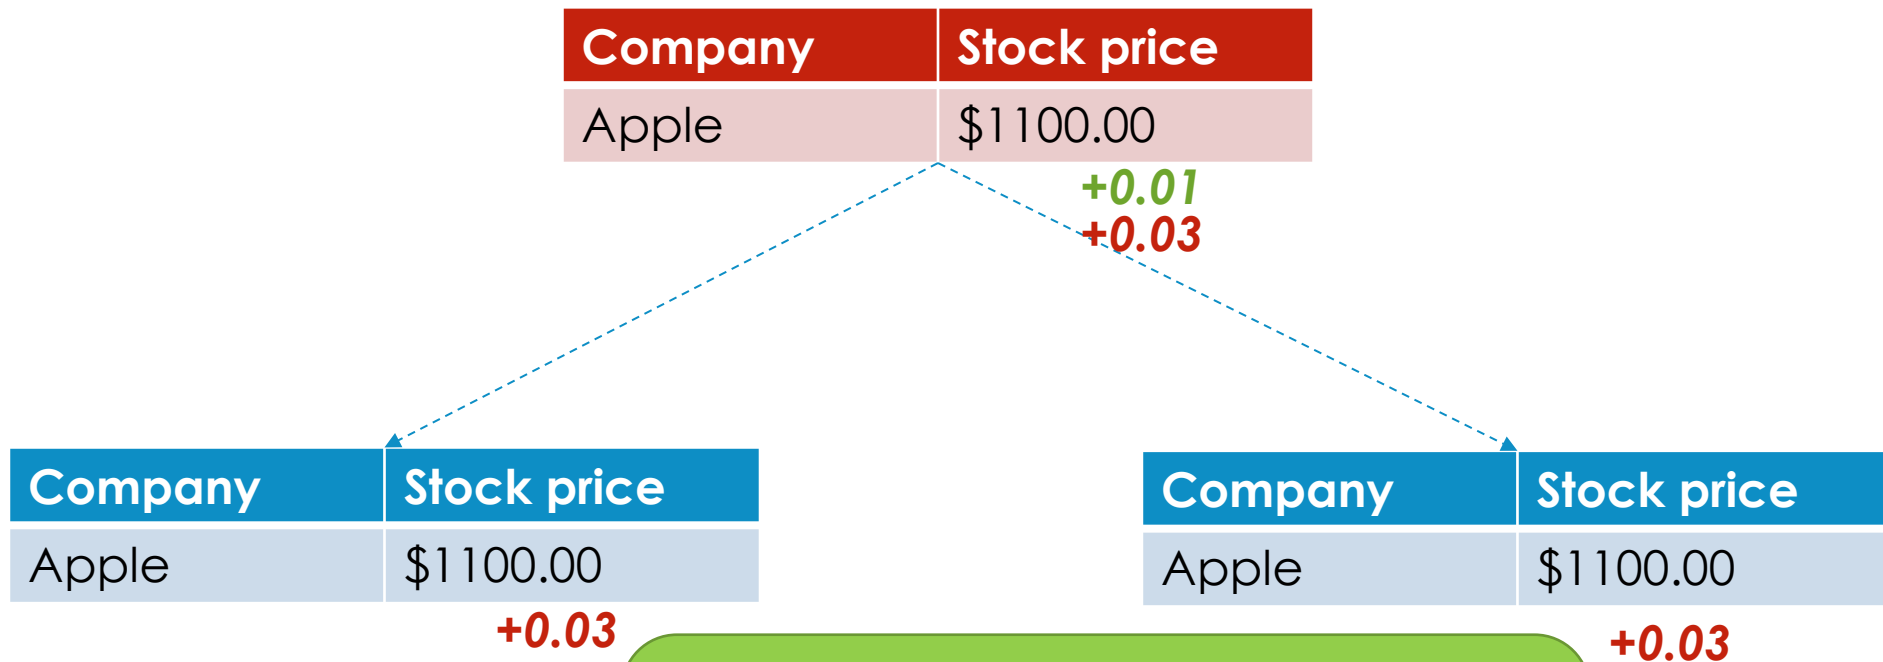 Company Stock price
Apple $1100.00
+0.01
+0.03
Company Stock price
Apple $1100.00
+0.03
Company Stock price
Apple $1100.00
+0.03